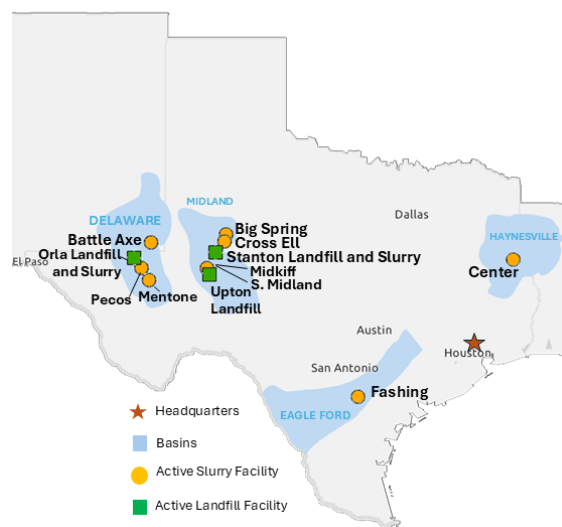 MIDLAND
DELAWARE
Dallas
Big Spring
Battle Axe
Cross Ell
HAYNESVILLE
Orla Landfill
and Slurry
Stanton Landfill and Slurry
El Paso
Midkiff
Center
S. Midland
Pecos
Mentone
Upton
Landfill
Austin
Houston
San Antonio
Fashing
EAGLE FORD
Headquarters
Basins
Active Slurry Facility
Active Landfill Facility